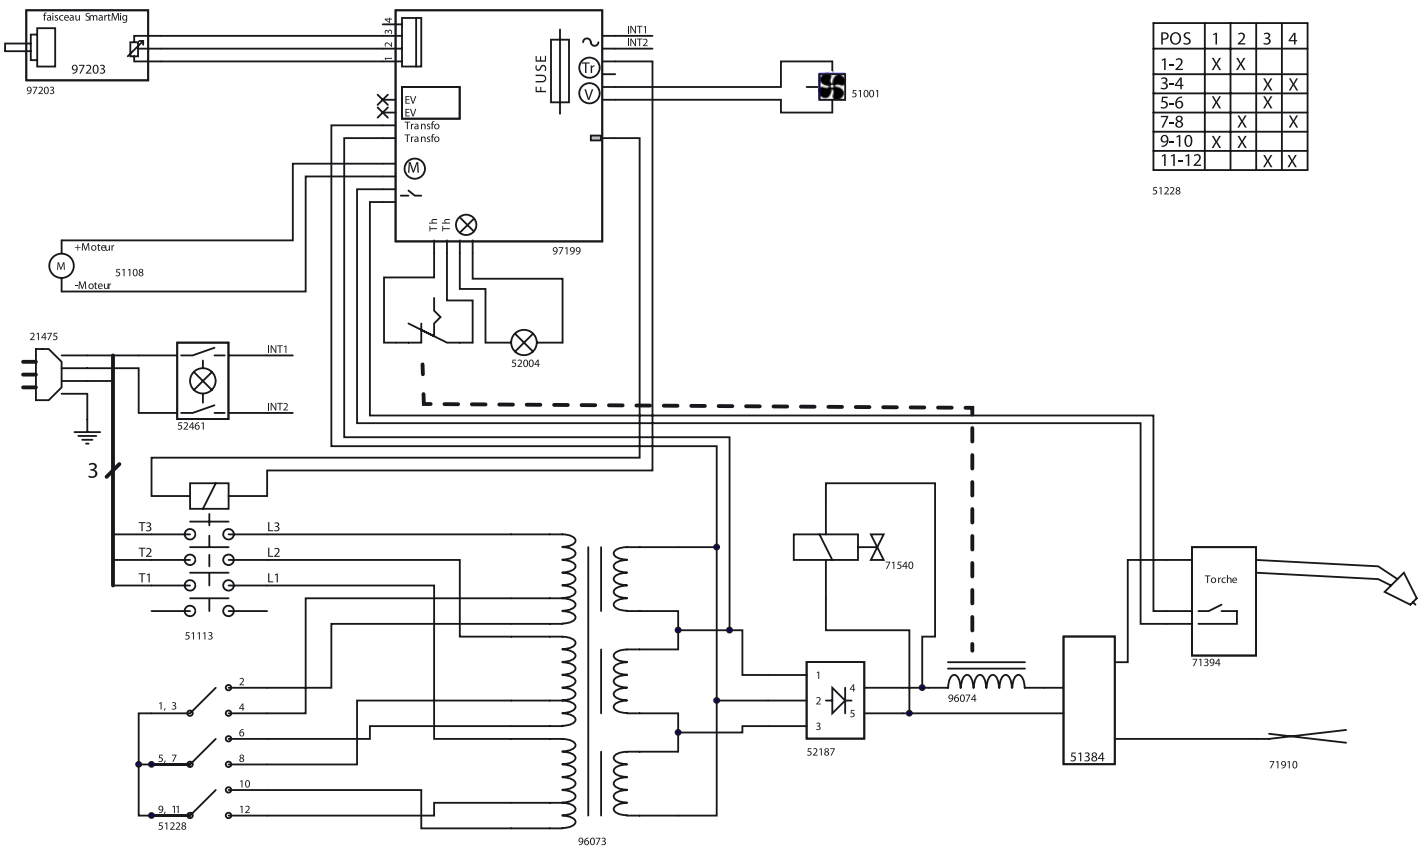 faisceau SmartMig
97203
97203
4
3
2
1
EV
EV
Transfo
Transfo
M
Th
Th
FUSE
Tr
V
INT1
INT2
97199
51001
POS 1 2 3 4
1-2 X X
3-4 X X
5-6 X X
7-8 X X
9-10 X X
11-12 X X
51228
+Moteur
M
51108
-Moteur
52004
21475
INT1
INT2
52461
3
T3 L3
T2 L2
T1 L1
51113
2
1, 3 4
6
5, 7 8
10
9, 11 12
51228
96073
71540
1
2
3
4
5
52187
96074
51384
Torche
71394
71910